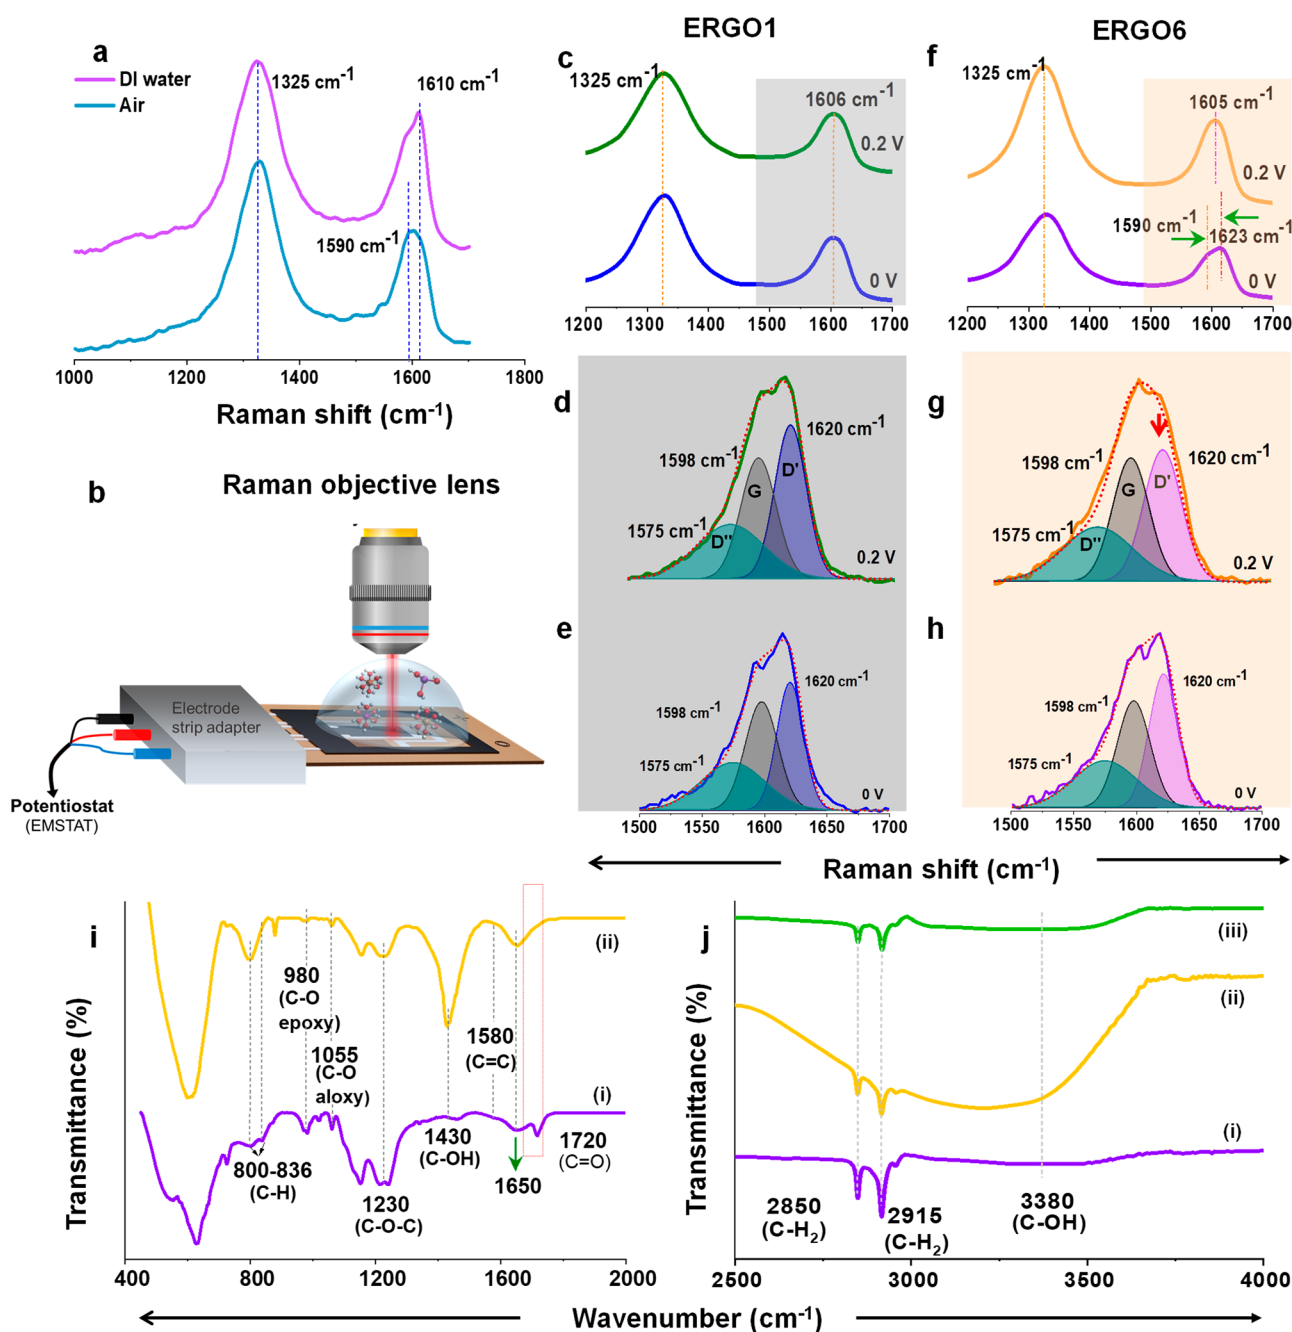 ERGO1
ERGO6
a
DI water
Air
1325 cm-1
1610 cm-1
1590 cm-1
1000 1200 1400 1600 1800
Raman shift (cm-1)
c
1325 cm-1
1606 cm-1
0.2 V
0 V
1200 1300 1400 1500 1600 1700
f
1325 cm-1
1605 cm-1
0.2 V
1590 cm-1
1623 cm-1
0 V
1200 1300 1400 1500 1600 1700
b
Raman objective lens
Electrode
strip adapter
Potentiostat
(EMSTAT)
d
1620 cm-1
1598 cm-1
1575 cm-1
D'
G
D''
0.2 V
e
1620 cm-1
1598 cm-1
1575 cm-1
0 V
1500 1550 1600 1650 1700
g
1598 cm-1
1620 cm-1
1575 cm-1
D'
G
D''
0.2 V
h
1620 cm-1
1598 cm-1
1575 cm-1
0 V
1500 1550 1600 1650 1700
Raman shift (cm-1)
i
Transmittance (%)
(ii)
980
(C-O
epoxy)
1055
(C-O
aloxy)
1580
(C=C)
(i)
1430
(C-OH)
1720
(C=O)
1650
800-836
(C-H)
1230
(C-O-C)
400 800 1200 1600 2000
j
Transmittance (%)
(iii)
(ii)
(i)
2850
(C-H2)
2915
(C-H2)
3380
(C-OH)
2500 3000 3500 4000
Wavenumber (cm-1)